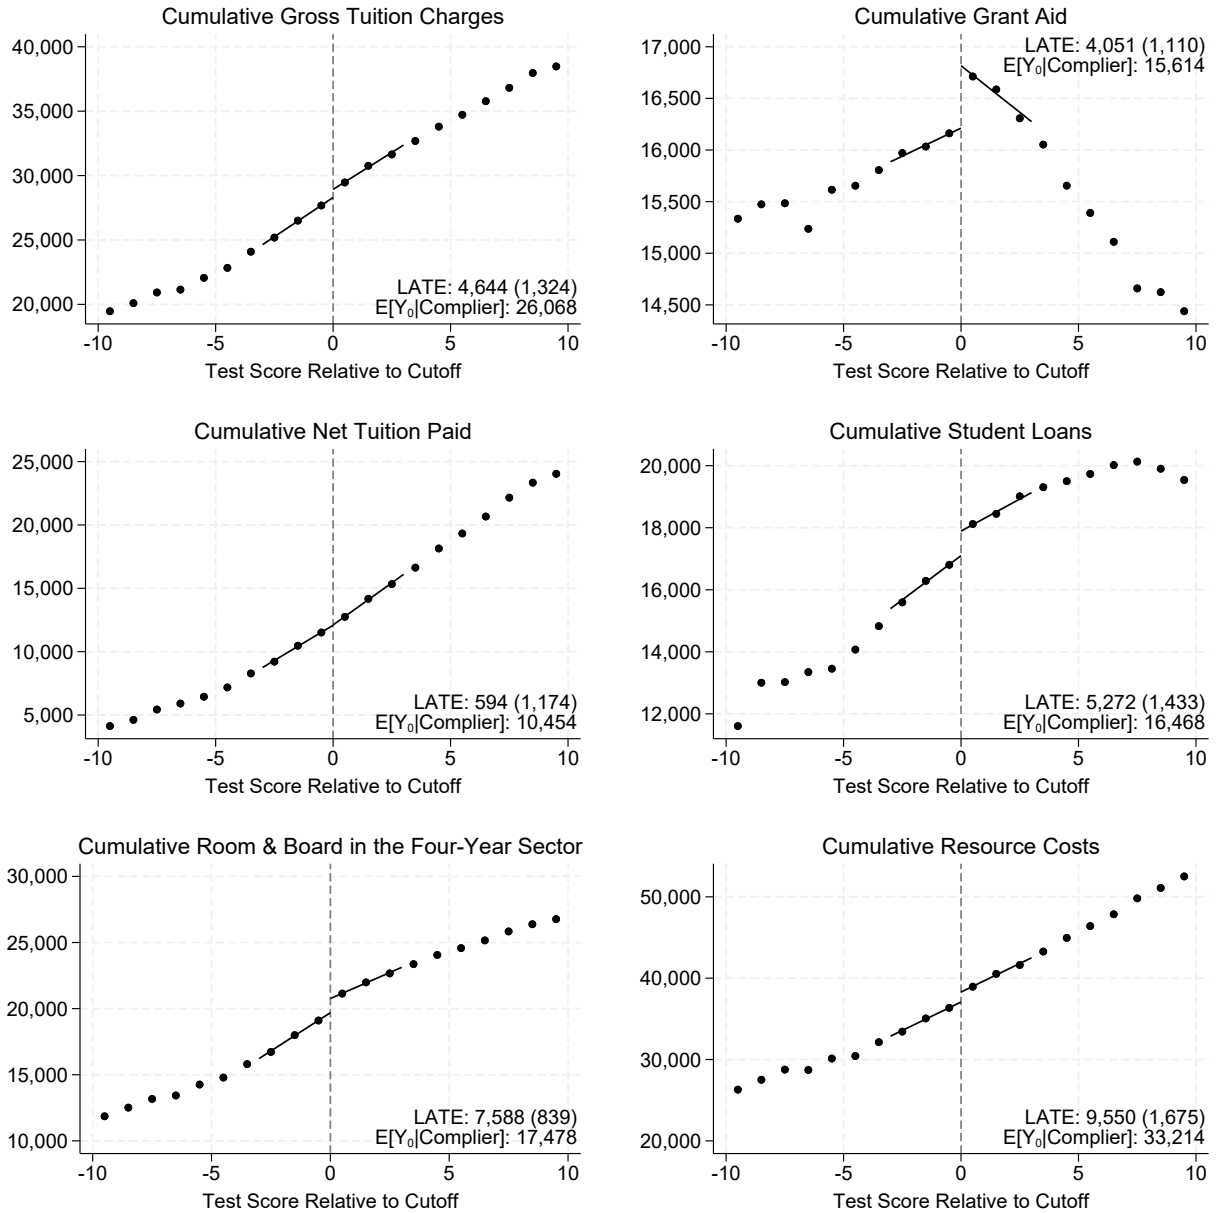 Cumulative Gross Tuition Charges
40,000
35,000
30,000
25,000
20,000
LATE: 4,644 (1,324)
E[Y₀|Complier]: 26,068
-10 -5 0 5 10
Test Score Relative to Cutoff
Cumulative Grant Aid
17,000
16,500
16,000
15,500
15,000
14,500
LATE: 4,051 (1,110)
E[Y₀|Complier]: 15,614
-10 -5 0 5 10
Test Score Relative to Cutoff
Cumulative Net Tuition Paid
25,000
20,000
15,000
10,000
5,000
LATE: 594 (1,174)
E[Y₀|Complier]: 10,454
-10 -5 0 5 10
Test Score Relative to Cutoff
Cumulative Student Loans
20,000
18,000
16,000
14,000
12,000
LATE: 5,272 (1,433)
E[Y₀|Complier]: 16,468
-10 -5 0 5 10
Test Score Relative to Cutoff
Cumulative Room & Board in the Four-Year Sector
30,000
25,000
20,000
15,000
10,000
LATE: 7,588 (839)
E[Y₀|Complier]: 17,478
-10 -5 0 5 10
Test Score Relative to Cutoff
Cumulative Resource Costs
50,000
40,000
30,000
20,000
LATE: 9,550 (1,675)
E[Y₀|Complier]: 33,214
-10 -5 0 5 10
Test Score Relative to Cutoff